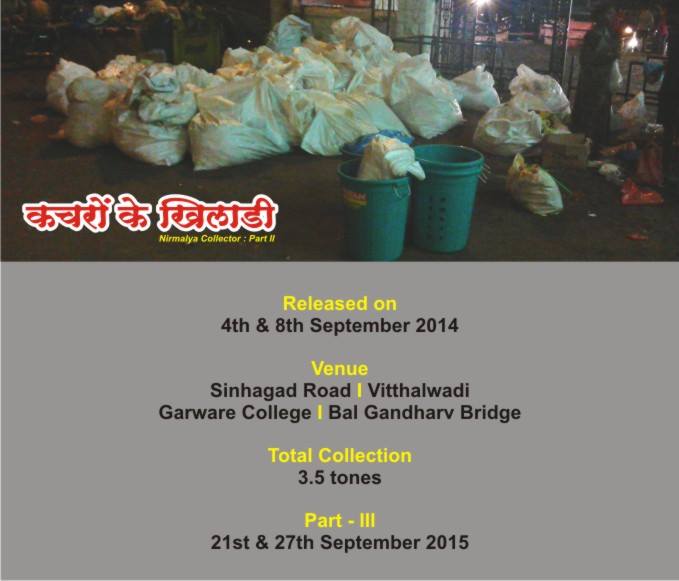 कचरों के खिलाडी
Nirmalya Collector : Part II
Released on
4th & 8th September 2014
Venue
Sinhagad Road I Vitthalwadi
Garware College I Bal Gandharv Bridge
Total Collection
3.5 tones
Part - III
21st & 27th September 2015